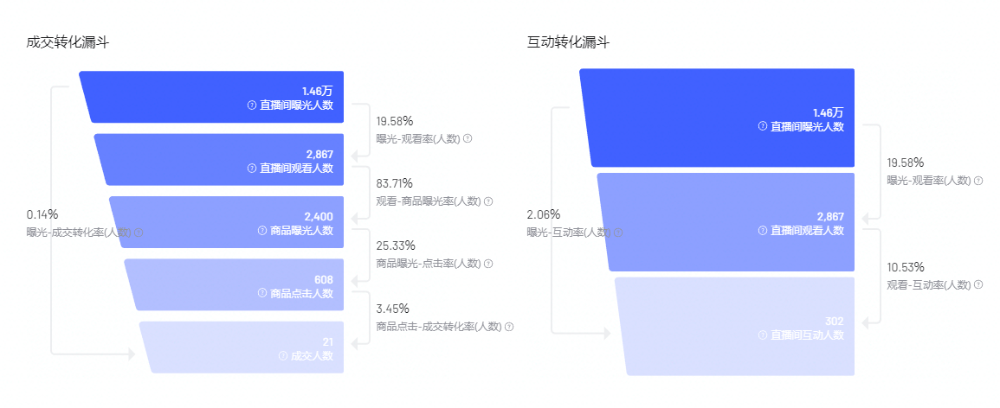 成交转化漏斗
1.46万
直播间曝光人数
2,867
直播间观看人数
2,400
商品曝光人数
608
商品点击人数
21
成交人数
19.58%
曝光-观看率(人数)
83.71%
观看-商品曝光率(人数)
25.33%
商品曝光-点击率(人数)
3.45%
商品点击-成交转化率(人数)
0.14%
曝光-成交转化率(人数)
互动转化漏斗
1.46万
直播间曝光人数
2,867
直播间观看人数
302
直播间互动人数
19.58%
曝光-观看率(人数)
10.53%
观看-互动率(人数)
2.06%
曝光-互动率(人数)